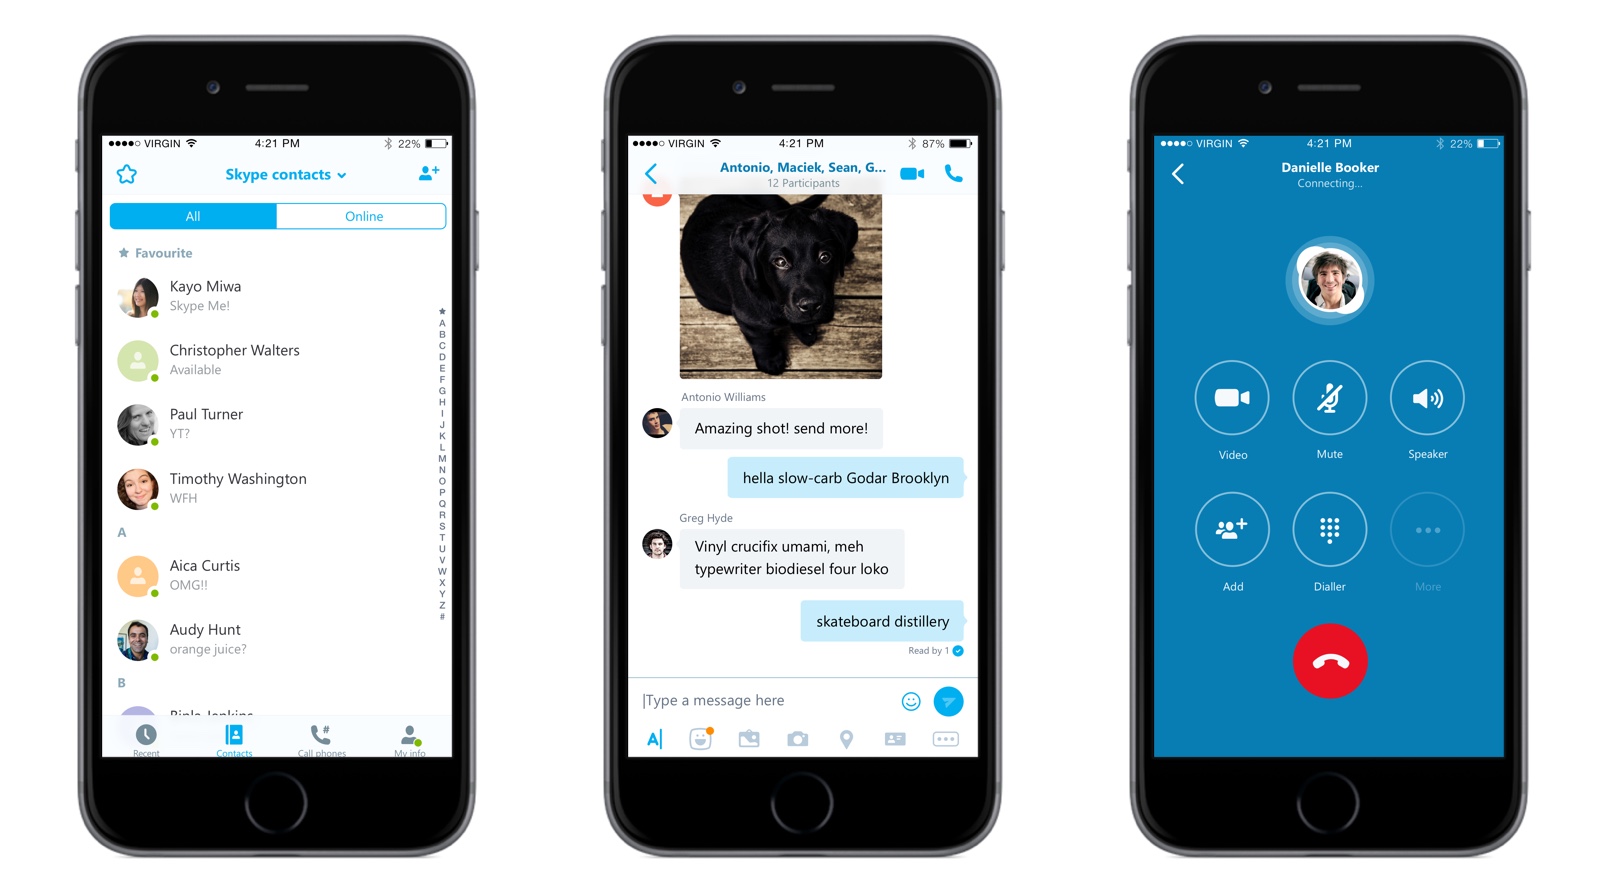 VIRGIN 4:21 PM 22%
Skype contacts
All Online
Favourite
Kayo Miwa
Skype Me!
Christopher Walters
Available
Paul Turner
YT?
Timothy Washington
WFH
A
Aica Curtis
OMG!!
Audy Hunt
orange juice?
B
A
B
C
D
E
F
G
H
I
J
K
L
M
N
O
P
Q
R
S
T
U
V
W
X
Y
Z
#
Recent Contacts Call phones My info
VIRGIN 4:21 PM 87%
Antonio, Maciek, Sean, G...
12 Participants
Antonio Williams
Amazing shot! send more!
hella slow-carb Godar Brooklyn
Greg Hyde
Vinyl crucifix umami, meh
typewriter biodiesel four loko
skateboard distillery
Read by 1
Type a message here
A
VIRGIN 4:21 PM 22%
Danielle Booker
Connecting...
Video Mute Speaker
Add Dialler More